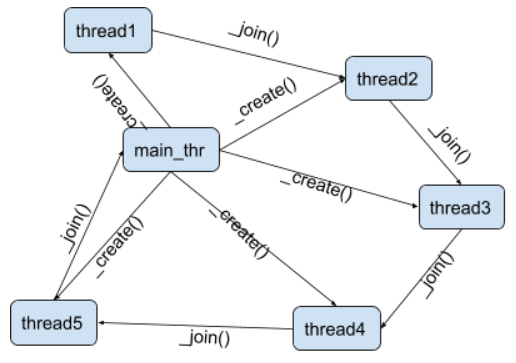 thread1
_join()
thread2
_create()
_create()
_join()
main_thr
_create()
thread3
_join()
_create()
_create()
_join()
thread5
_join()
thread4